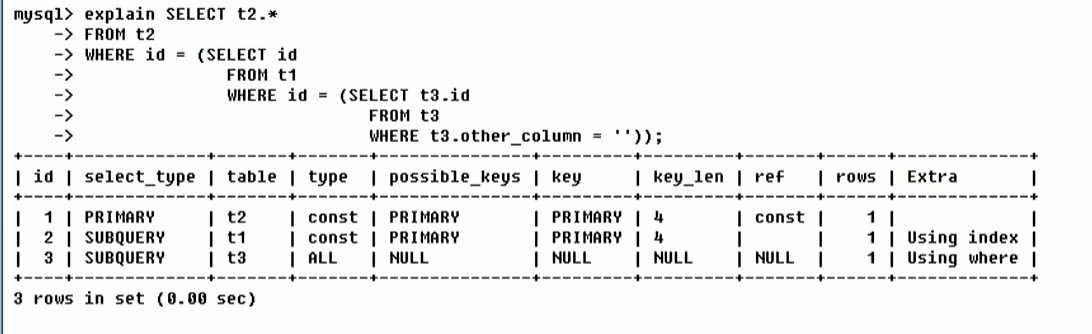 mysql> explain SELECT t2.*
    -> FROM t2
    -> WHERE id = (SELECT id
    ->             FROM t1
    ->             WHERE id = (SELECT t3.id
    ->                         FROM t3
    ->                         WHERE t3.other_column = ''));
+----+-------------+-------+-------+---------------+---------+---------+-------+------+-------------+
| id | select_type | table | type  | possible_keys | key     | key_len | ref   | rows | Extra       |
+----+-------------+-------+-------+---------------+---------+---------+-------+------+-------------+
|  1 | PRIMARY     | t2    | const | PRIMARY       | PRIMARY | 4       | const |    1 |             |
|  2 | SUBQUERY    | t1    | const | PRIMARY       | PRIMARY | 4       |       |    1 | Using index |
|  3 | SUBQUERY    | t3    | ALL   | NULL          | NULL    | NULL    | NULL  |    1 | Using where |
+----+-------------+-------+-------+---------------+---------+---------+-------+------+-------------+
3 rows in set (0.00 sec)